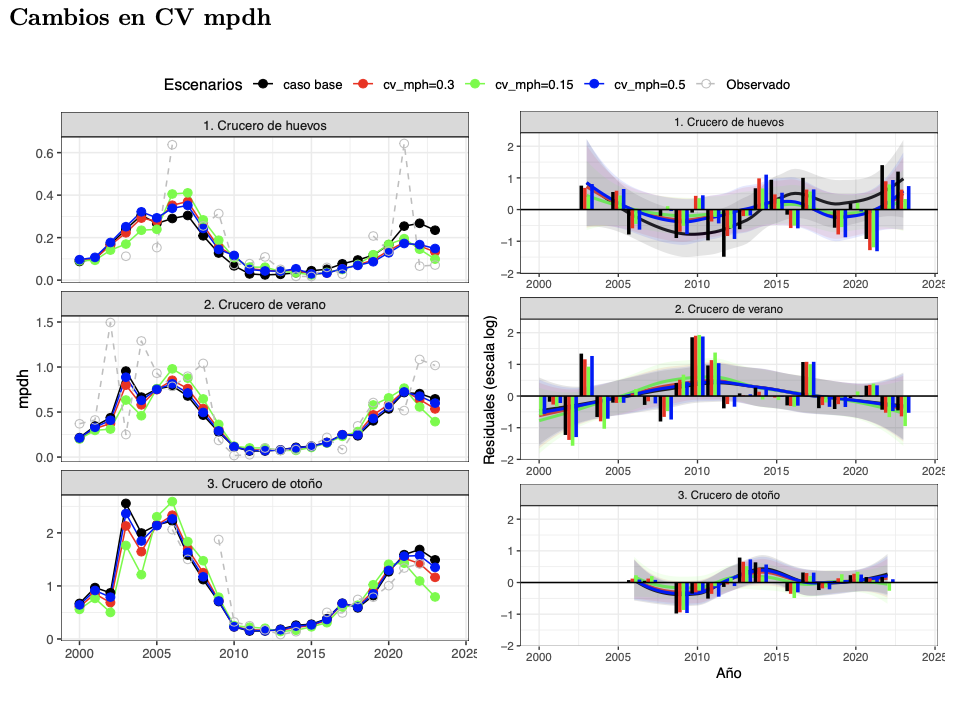 Cambios en CV mpdh
Escenarios caso base cv_mph=0.3 cv_mph=0.15 cv_mph=0.5 Observado
1. Crucero de huevos
0.6
0.4
0.2
0.0
2. Crucero de verano
1.5
1.0
0.5
0.0
3. Crucero de otoño
2
1
0
2000 2005 2010 2015 2020 2025
mpdh
1. Crucero de huevos
2
1
0
−1
−2
2000 2005 2010 2015 2020 2025
2. Crucero de verano
2
1
0
−1
−2
2000 2005 2010 2015 2020 2025
3. Crucero de otoño
2
1
0
−1
−2
2000 2005 2010 2015 2020 2025
Residuales (escala log)
Año